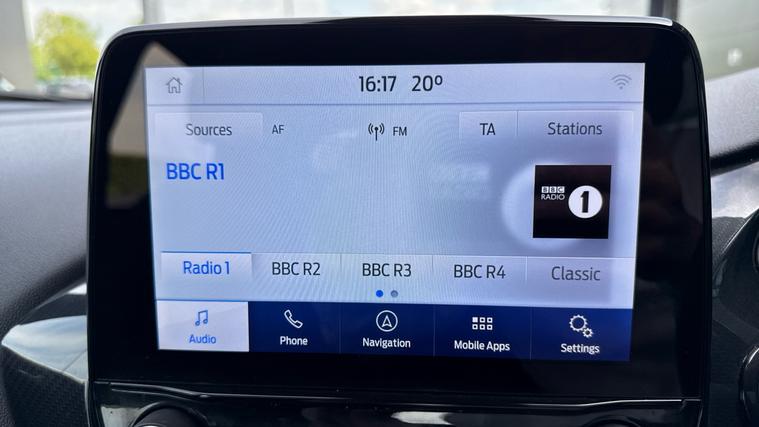 16:17 20º
Sources AF FM TA Stations
BBC R1
BBC
RADIO 1
Radio 1 BBC R2 BBC R3 BBC R4 Classic
Audio Phone Navigation Mobile Apps Settings